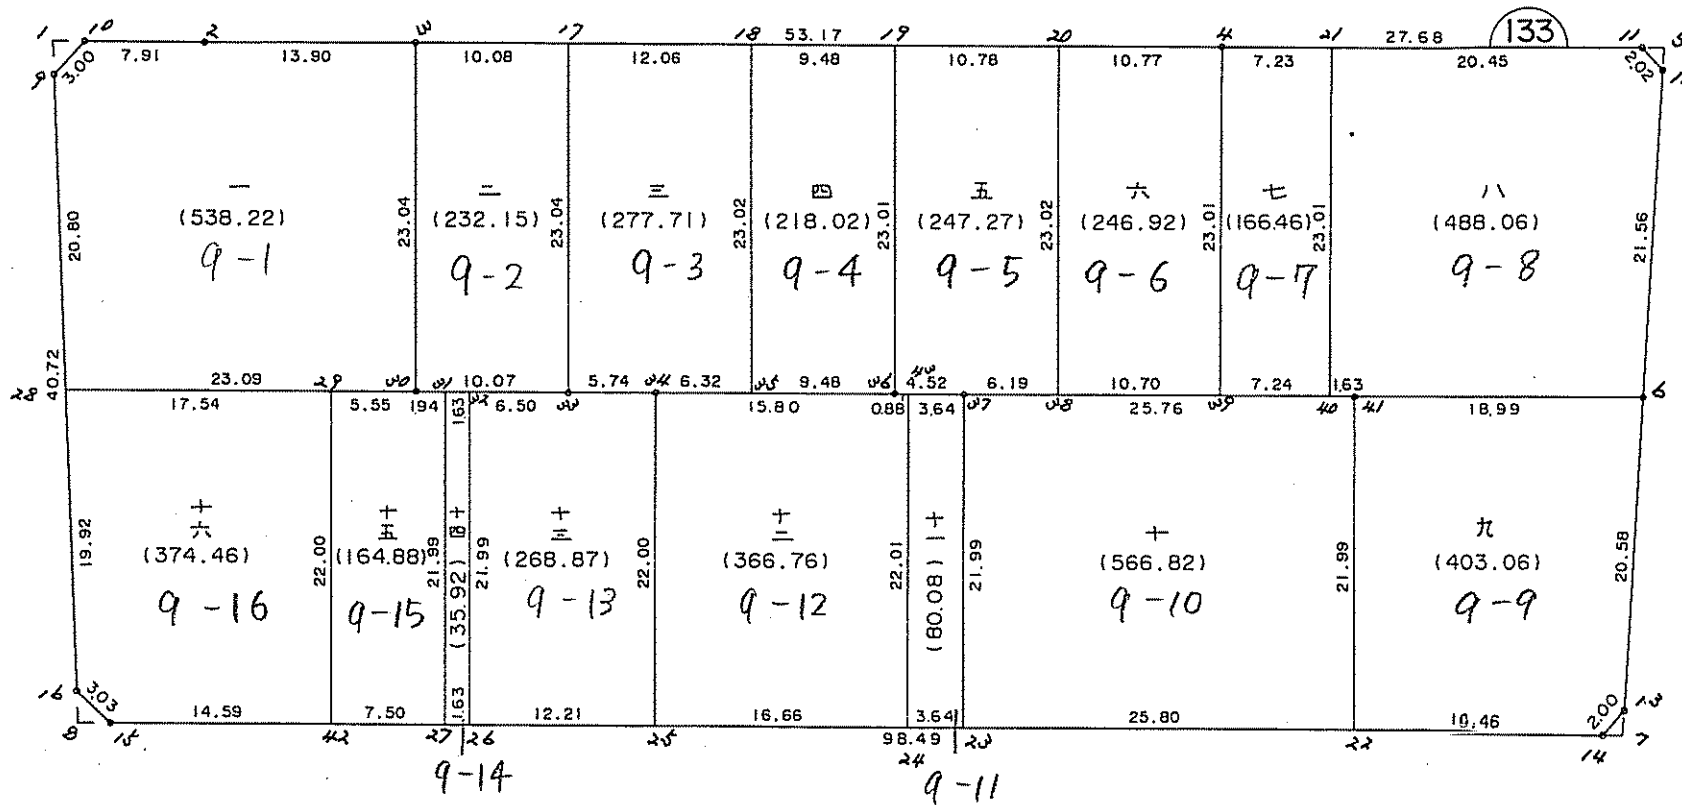 1 10 2 3 17 18 53.17 19 20 4 21 27.68 133 11 5
9 3.00 7.91 13.90 10.08 12.06 9.48 10.78 10.77 7.23 20.45 2.02
20.80 23.04 23.04 23.02 23.01 23.02 23.01 23.01 21.56
一 二 三 四 五 六 七 八
(538.22) (232.15) (277.71) (218.02) (247.27) (246.92) (166.46) (488.06)
9-1 9-2 9-3 9-4 9-5 9-6 9-7 9-8
28 40.72 23.09 29 30 31 10.07 5.74 34 6.32 35 9.48 36 4.52 43 6.19 10.70 7.24 1.63 6
17.54 5.55 1.94 1.63 32 6.50 33 15.80 0.88 3.64 37 38 25.76 39 40 41 18.99
19.92 22.00 21.99 21.99 22.00 22.01 21.99 21.99 20.58
十六 十五 十四 十三 十二 十一 十 九
(374.46) (164.88) (35.92) (268.87) (366.76) (80.08) (566.82) (403.06)
9-16 9-15 9-13 9-12 9-10 9-9
16 3.03 14.59 7.50 1.63 12.21 16.66 3.64 25.80 2.00 13
8 15 42 27 26 25 98.49 24 23 22 14 7
9-14 9-11